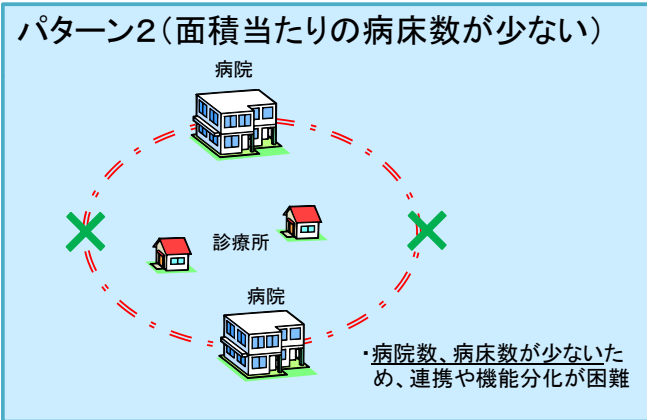 パターン2(面積当たりの病床数が少ない)
病院
診療所
病院
・病院数、病床数が少ないた
め、連携や機能分化が困難